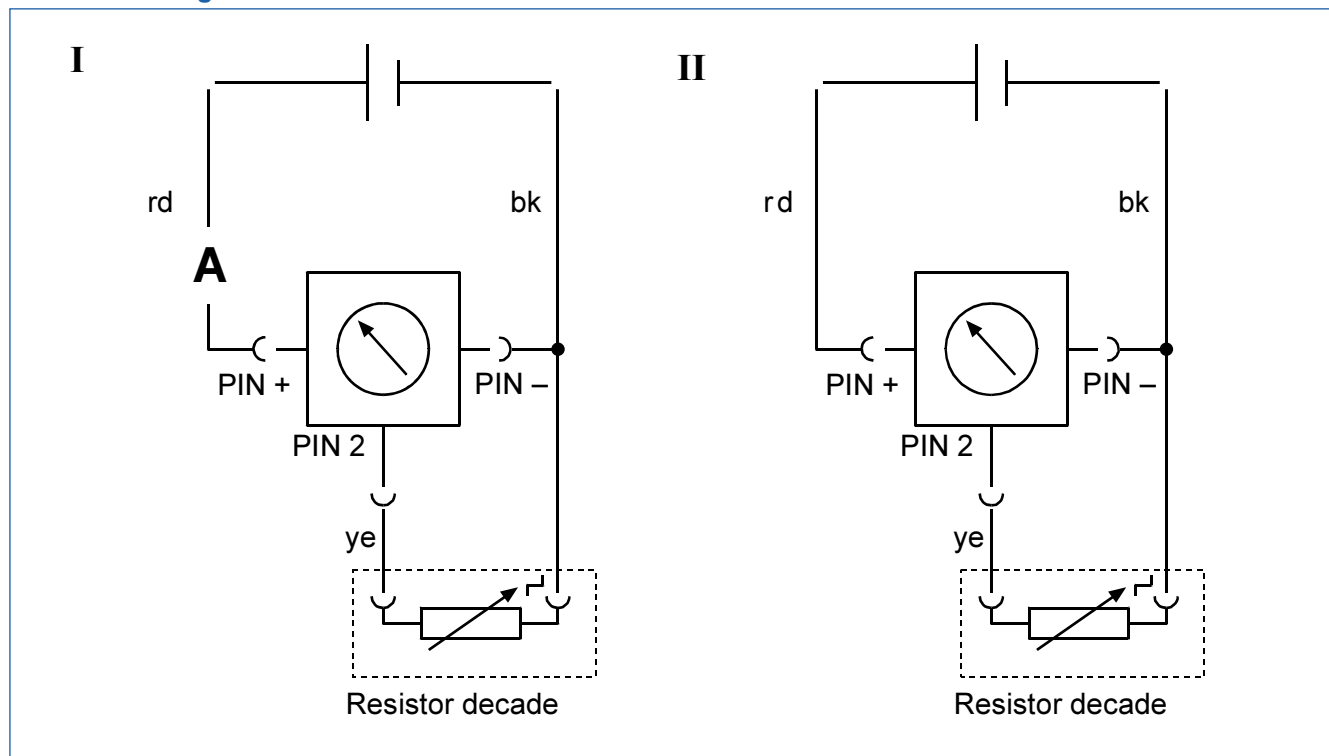 I
II
rd
bk
rd
bk
A
PIN +
PIN –
PIN +
PIN –
PIN 2
PIN 2
ye
ye
Resistor decade
Resistor decade